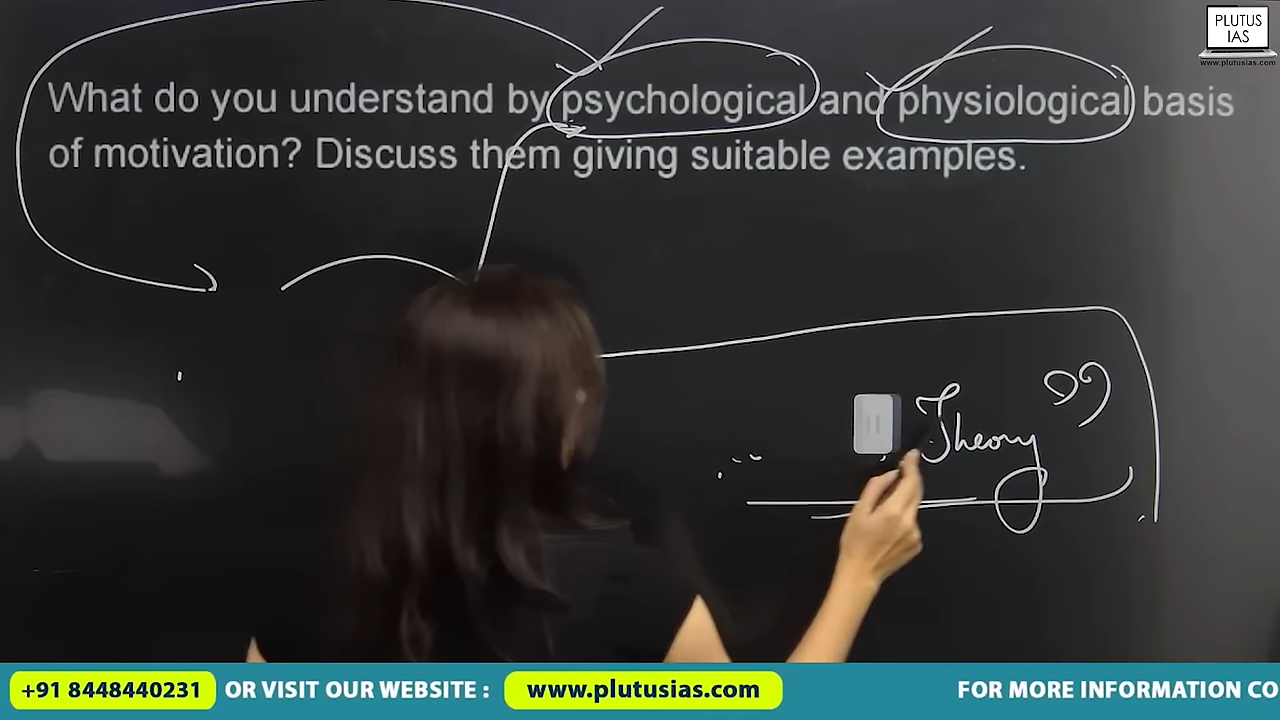 PLUTUS
IAS
www.plutusias.com
What do you understand by psychological and physiological basis
of motivation? Discuss them giving suitable examples.
Theory
+91 8448440231 OR VISIT OUR WEBSITE : www.plutusias.com FOR MORE INFORMATION CO